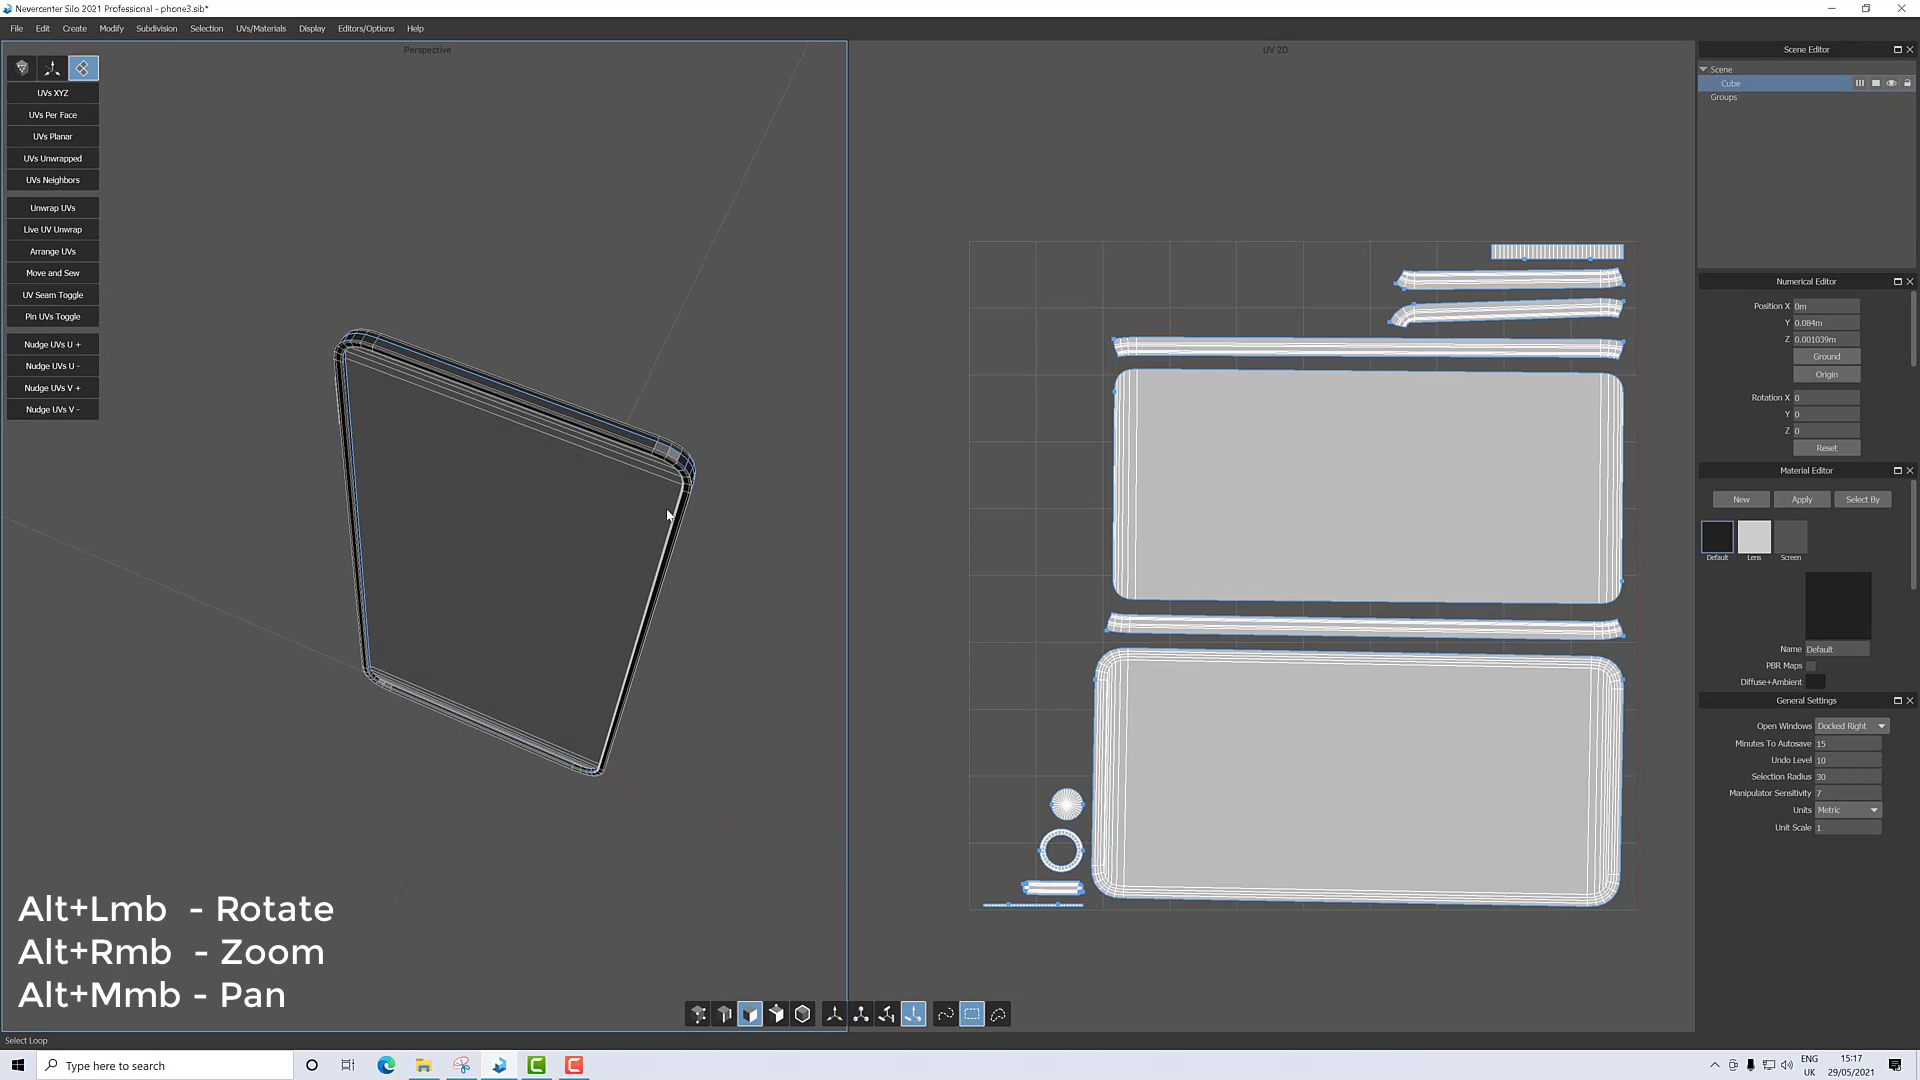 Nevercenter Silo 2021 Professional - phone3.sib*
File Edit Create Modify Subdivision Selection UVs/Materials Display Editors/Options Help
Perspective
UV 2D
UVs XYZ
UVs Per Face
UVs Planar
UVs Unwrapped
UVs Neighbors
Unwrap UVs
Live UV Unwrap
Arrange UVs
Move and Sew
UV Seam Toggle
Pin UVs Toggle
Nudge UVs U +
Nudge UVs U -
Nudge UVs V +
Nudge UVs V -
Scene Editor
Scene
Cube
Groups
Numerical Editor
Position X 0m
Y 0.084m
Z 0.001039m
Ground
Origin
Rotation X 0
Y 0
Z 0
Reset
Material Editor
New Apply Select By
Default Lens Screen
Name Default
PBR Maps
Diffuse+Ambient
General Settings
Open Windows Docked Right
Minutes To Autosave 15
Undo Level 10
Selection Radius 30
Manipulator Sensitivity 7
Units Metric
Unit Scale 1
Alt+Lmb - Rotate
Alt+Rmb - Zoom
Alt+Mmb - Pan
Select Loop
Type here to search
ENG
UK
15:17
29/05/2021